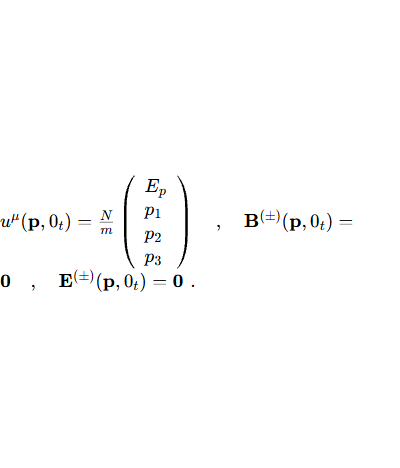 u^μ(𝐩, 0_t) = N/m ( E_p
p_1
p_2
p_3 ) , 𝐁^(±)(𝐩, 0_t) =
𝟎 , 𝐄^(±)(𝐩, 0_t) = 𝟎 .